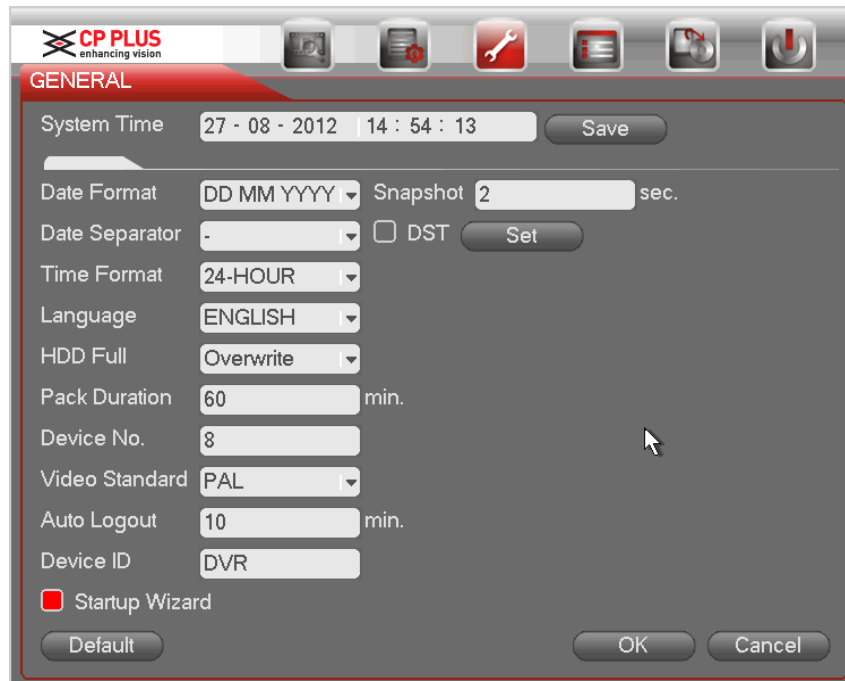 CP PLUS
enhancing vision
GENERAL
System Time 27 - 08 - 2012 14 : 54 : 13 Save
Date Format DD MM YYYY Snapshot 2 sec.
Date Separator - DST Set
Time Format 24-HOUR
Language ENGLISH
HDD Full Overwrite
Pack Duration 60 min.
Device No. 8
Video Standard PAL
Auto Logout 10 min.
Device ID DVR
Startup Wizard
Default OK Cancel